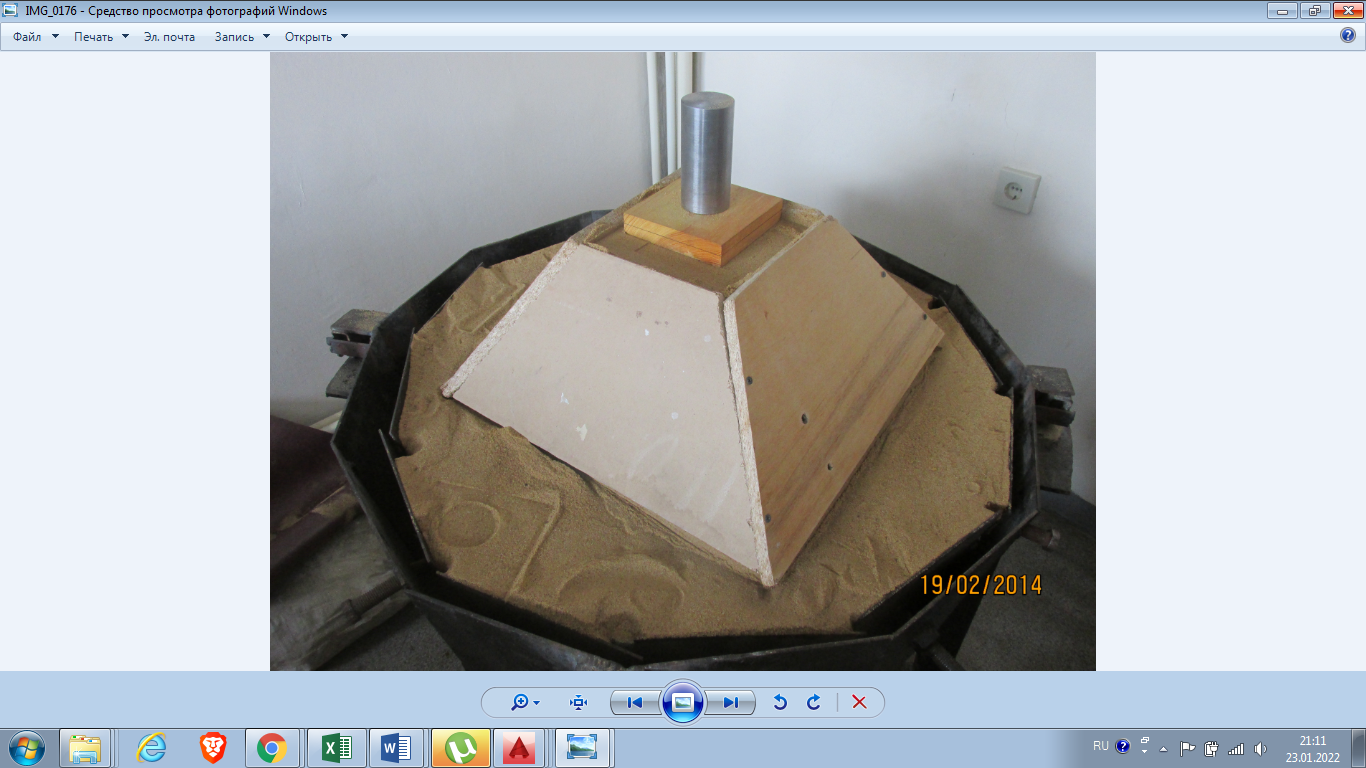 IMG_0176 - Средство просмотра фотографий Windows
Файл Печать Эл. почта Запись Открыть
19/02/2014
RU
21:11
23.01.2022